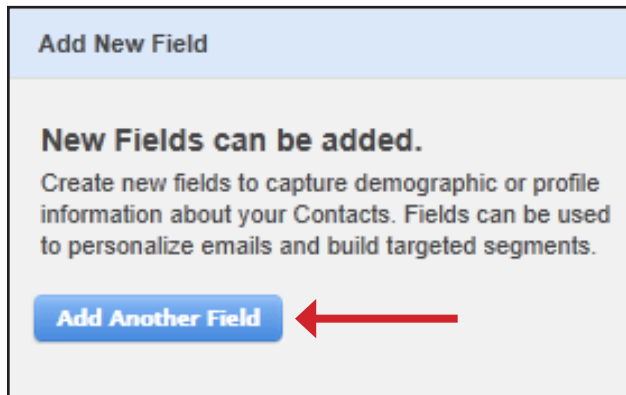 Add New Field
New Fields can be added.
Create new fields to capture demographic or profile
information about your Contacts. Fields can be used
to personalize emails and build targeted segments.
Add Another Field